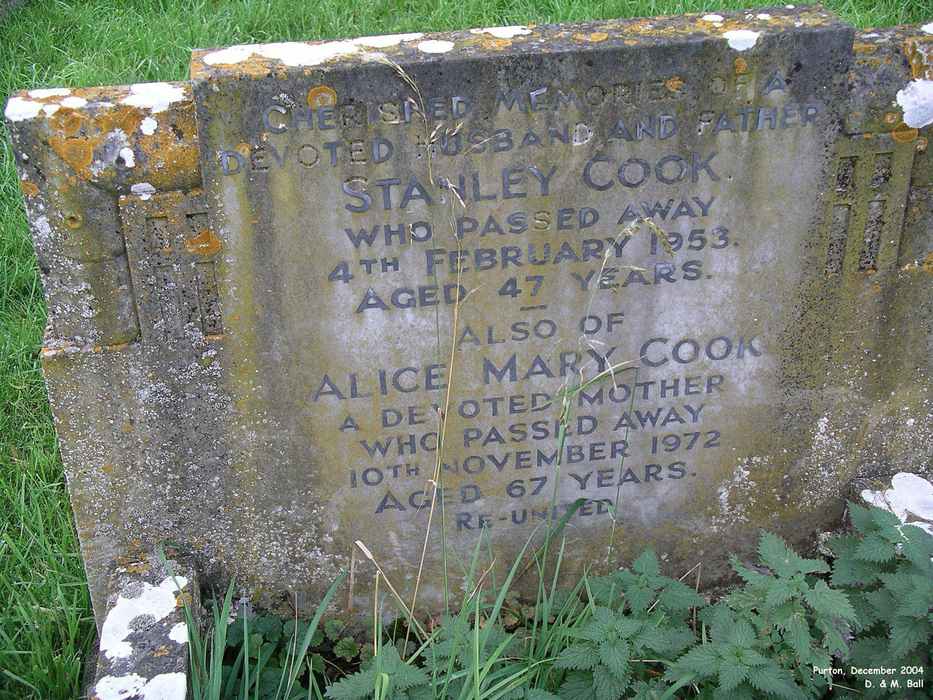 CHERISHED MEMORIES OF A
DEVOTED HUSBAND AND FATHER
STANLEY COOK.
WHO PASSED AWAY
4TH FEBRUARY 1953.
AGED 47 YEARS.
ALSO OF
ALICE MARY COOK
A DEVOTED MOTHER
WHO PASSED AWAY
10TH NOVEMBER 1972
AGED 67 YEARS.
RE-UNITED
Purton, December 2004
D. & M. Ball